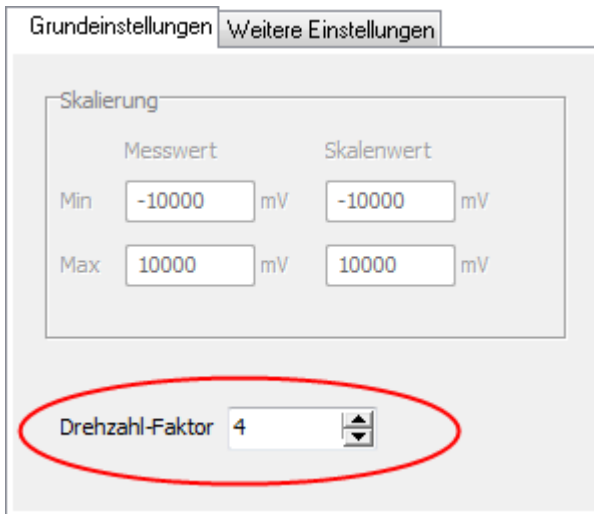 Grundeinstellungen Weitere Einstellungen
Skalierung
Messwert Skalenwert
Min -10000 mV -10000 mV
Max 10000 mV 10000 mV
Drehzahl-Faktor 4